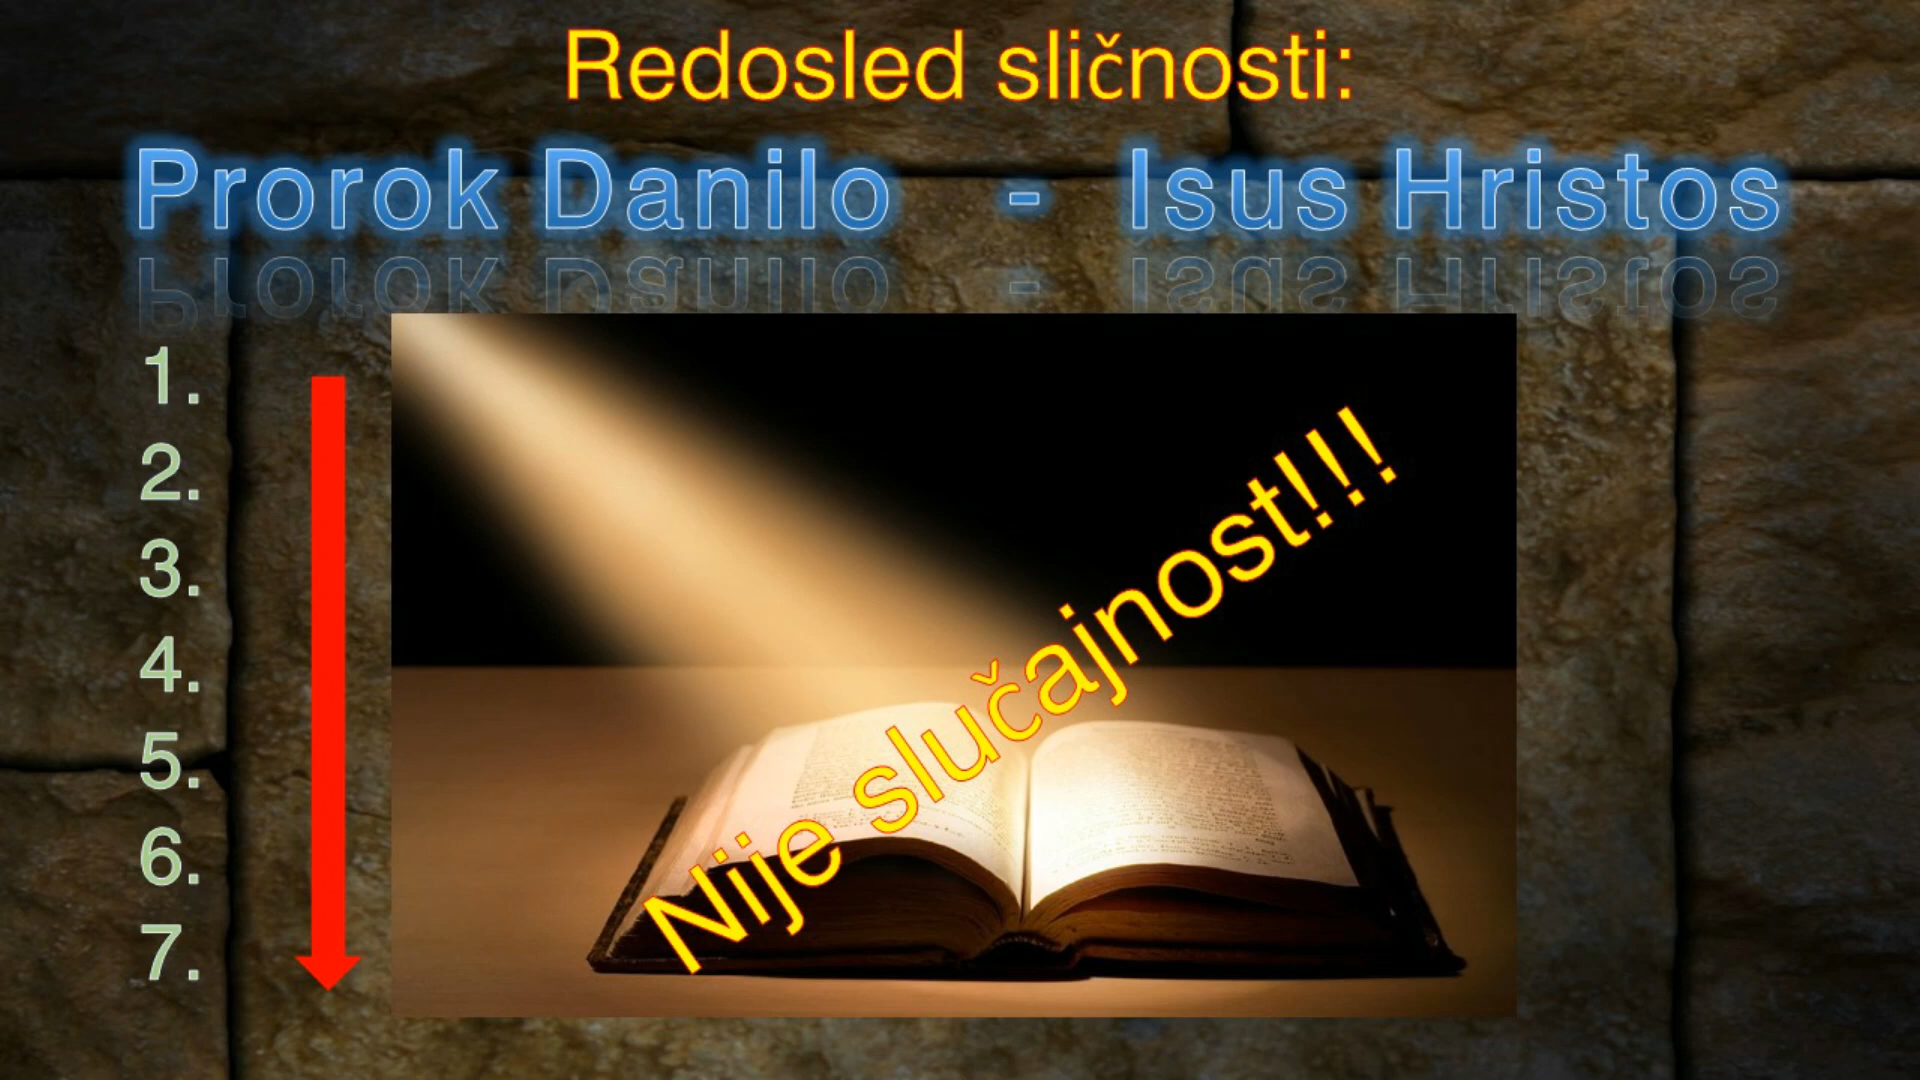 Redosled sličnosti:
Prorok Danilo - Isus Hristos
1.
2.
3.
4.
5.
6.
7.
Nije slučajnost!!!